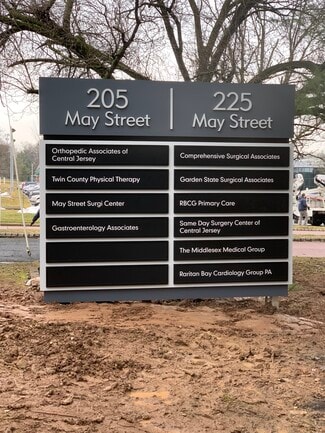 205
May Street
225
May Street
Orthopedic Associates of
Central Jersey
Twin County Physical Therapy
May Street Surgi Center
Gastroenterology Associates
Comprehensive Surgical Associates
Garden State Surgical Associates
RBCG Primary Care
Same Day Surgery Center of
Central Jersey
The Middlesex Medical Group
Raritan Bay Cardiology Group PA